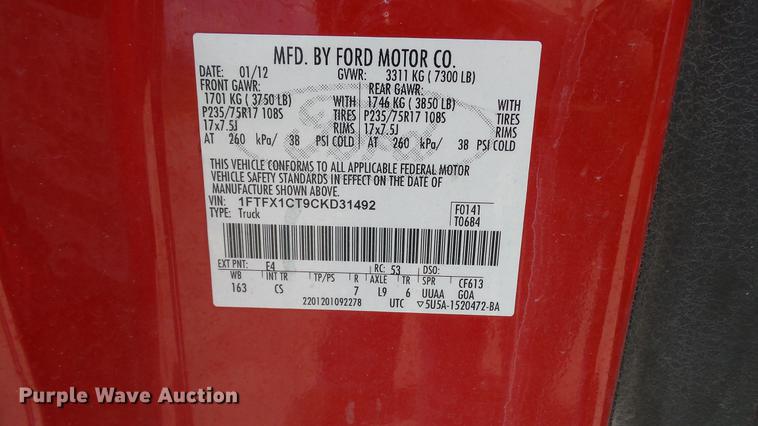 MFD. BY FORD MOTOR CO.
DATE: 01/12 GVWR: 3311 KG ( 7300 LB)
FRONT GAWR: REAR GAWR:
1701 KG ( 3750 LB) WITH 1746 KG ( 3850 LB) WITH
P235/75R17 108S TIRES P235/75R17 108S TIRES
17x7.5J RIMS 17x7.5J RIMS
AT 260 kPa/ 38 PSI COLD AT 260 kPa/ 38 PSI COLD
THIS VEHICLE CONFORMS TO ALL APPLICABLE FEDERAL MOTOR
VEHICLE SAFETY STANDARDS IN EFFECT ON THE DATE OF
MANUFACTURE SHOWN ABOVE.
VIN: 1FTFX1CT9CKD31492 F0141
TYPE: Truck T0684
EXT PNT: F4 RC: 53 DSO:
WB INT TR TP/PS R AXLE TR SPR CF613
163 CS 7 L9 6 UUAA GOA
2201201092278 UTC ▽5U5A-1520472-BA
Ford
Purple Wave Auction